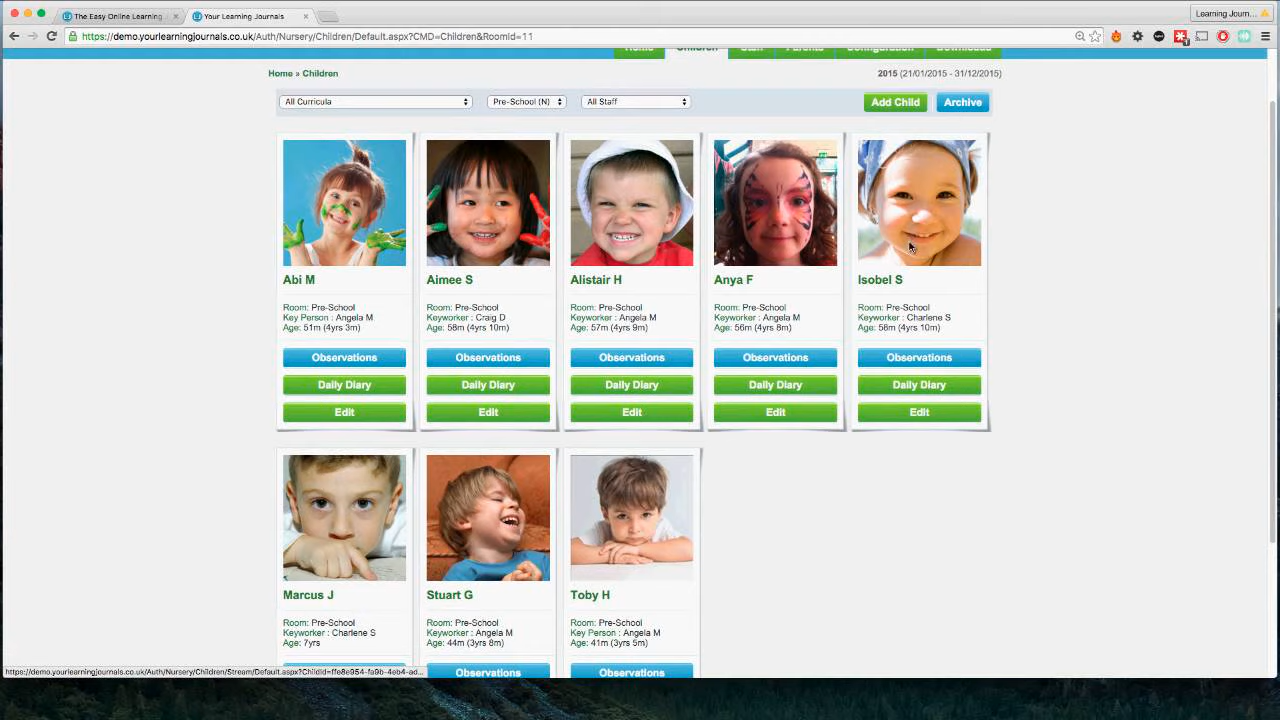 The Easy Online Learning
Your Learning Journals
Learning Journ...
https://demo.yourlearningjournals.co.uk/Auth/Nursery/Children/Default.aspx?CMD=Children&RoomId=11
Home Children Staff Parents Configuration Downloads
Home » Children
2015 (21/01/2015 - 31/12/2015)
All Curricula
Pre-School (N)
All Staff
Add Child
Archive
Abi M
Room: Pre-School
Key Person : Angela M
Age: 51m (4yrs 3m)
Observations
Daily Diary
Edit
Aimee S
Room: Pre-School
Keyworker : Craig D
Age: 58m (4yrs 10m)
Observations
Daily Diary
Edit
Alistair H
Room: Pre-School
Keyworker : Angela M
Age: 57m (4yrs 9m)
Observations
Daily Diary
Edit
Anya F
Room: Pre-School
Keyworker : Angela M
Age: 56m (4yrs 8m)
Observations
Daily Diary
Edit
Isobel S
Room: Pre-School
Keyworker : Charlene S
Age: 58m (4yrs 10m)
Observations
Daily Diary
Edit
Marcus J
Room: Pre-School
Keyworker : Charlene S
Age: 7yrs
Stuart G
Room: Pre-School
Keyworker : Angela M
Age: 44m (3yrs 8m)
Observations
Toby H
Room: Pre-School
Key Person : Angela M
Age: 41m (3yrs 5m)
Observations
https://demo.yourlearningjournals.co.uk/Auth/Nursery/Children/Stream/Default.aspx?ChildId=ffe8e954-fa9b-4eb4-ad...